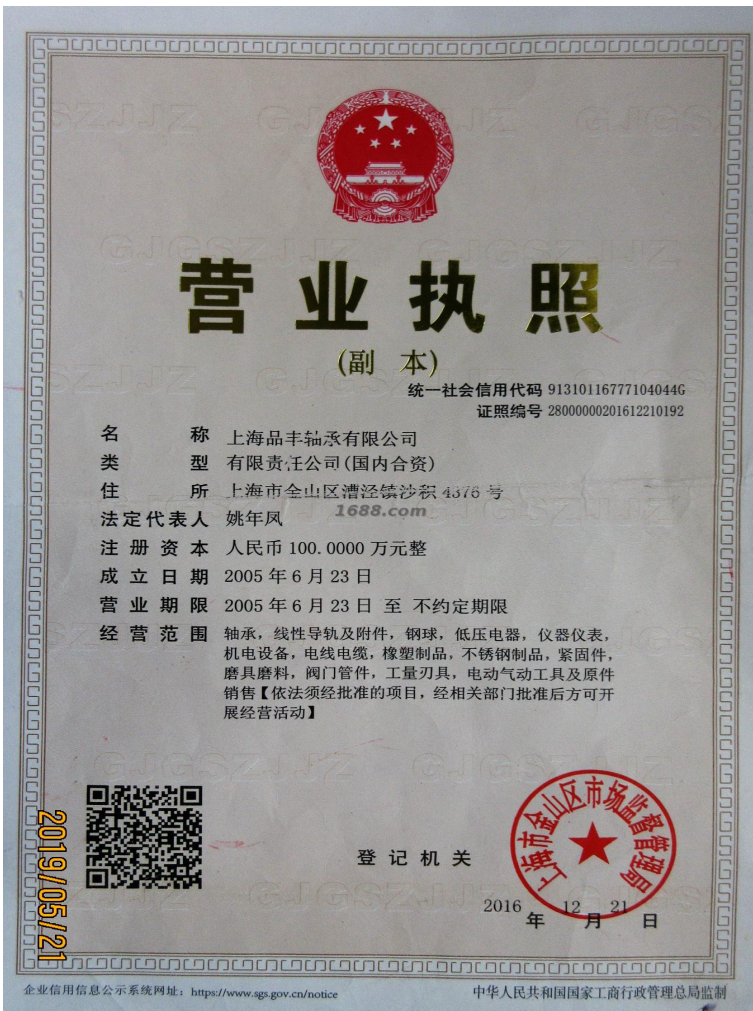 营业执照
(副 本)
统一社会信用代码 91310116777104044G
证照编号 28000000201612210192
名 称 上海品丰轴承有限公司
类 型 有限责任公司(国内合资)
住 所 上海市金山区漕泾镇沙积 4376 号
1688.com
法定代表人 姚年凤
注册资本 人民币 100.0000 万元整
成立日期 2005 年 6 月 23 日
营业期限 2005 年 6 月 23 日 至 不约定期限
经营范围 轴承，线性导轨及附件，钢球，低压电器，仪器仪表，
机电设备，电线电缆，橡塑制品，不锈钢制品，紧固件，
磨具磨料，阀门管件，工量刃具，电动气动工具及原件
销售【依法须经批准的项目，经相关部门批准后方可开
展经营活动】
登记机关
上海市金山区市场监督管理局
2016 年 12 月 21 日
2019/05/21
企业信用信息公示系统网址：https://www.sgs.gov.cn/notice
中华人民共和国国家工商行政管理总局监制